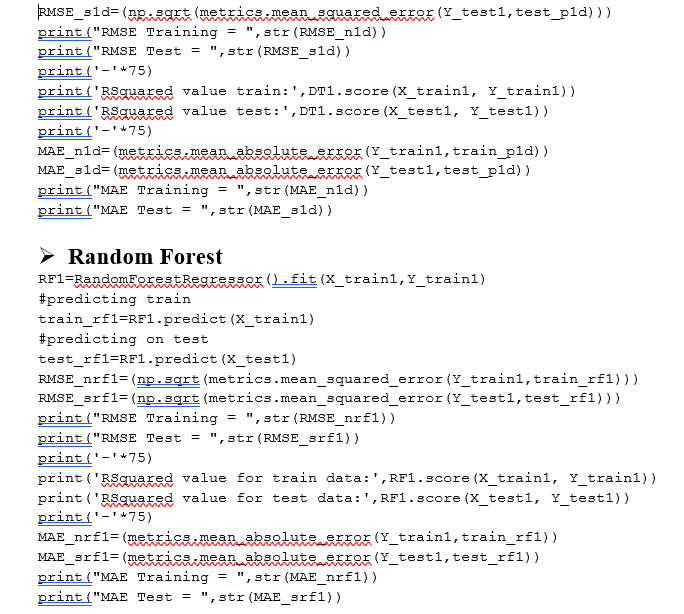 RMSE_s1d=(np.sqrt(metrics.mean_squared_error(Y_test1,test_p1d)))
print("RMSE Training = ",str(RMSE_n1d))
print("RMSE Test = ",str(RMSE_s1d))
print('-'*75)
print('RSquared value train:',DT1.score(X_train1, Y_train1))
print('RSquared value test:',DT1.score(X_test1, Y_test1))
print('-'*75)
MAE_n1d=(metrics.mean_absolute_error(Y_train1,train_p1d))
MAE_s1d=(metrics.mean_absolute_error(Y_test1,test_p1d))
print("MAE Training = ",str(MAE_n1d))
print("MAE Test = ",str(MAE_s1d))
➢ Random Forest
RF1=RandomForestRegressor().fit(X_train1,Y_train1)
#predicting train
train_rf1=RF1.predict(X_train1)
#predicting on test
test_rf1=RF1.predict(X_test1)
RMSE_nrf1=(np.sqrt(metrics.mean_squared_error(Y_train1,train_rf1)))
RMSE_srf1=(np.sqrt(metrics.mean_squared_error(Y_test1,test_rf1)))
print("RMSE Training = ",str(RMSE_nrf1))
print("RMSE Test = ",str(RMSE_srf1))
print('-'*75)
print('RSquared value for train data:',RF1.score(X_train1, Y_train1))
print('RSquared value for test data:',RF1.score(X_test1, Y_test1))
print('-'*75)
MAE_nrf1=(metrics.mean_absolute_error(Y_train1,train_rf1))
MAE_srf1=(metrics.mean_absolute_error(Y_test1,test_rf1))
print("MAE Training = ",str(MAE_nrf1))
print("MAE Test = ",str(MAE_srf1))